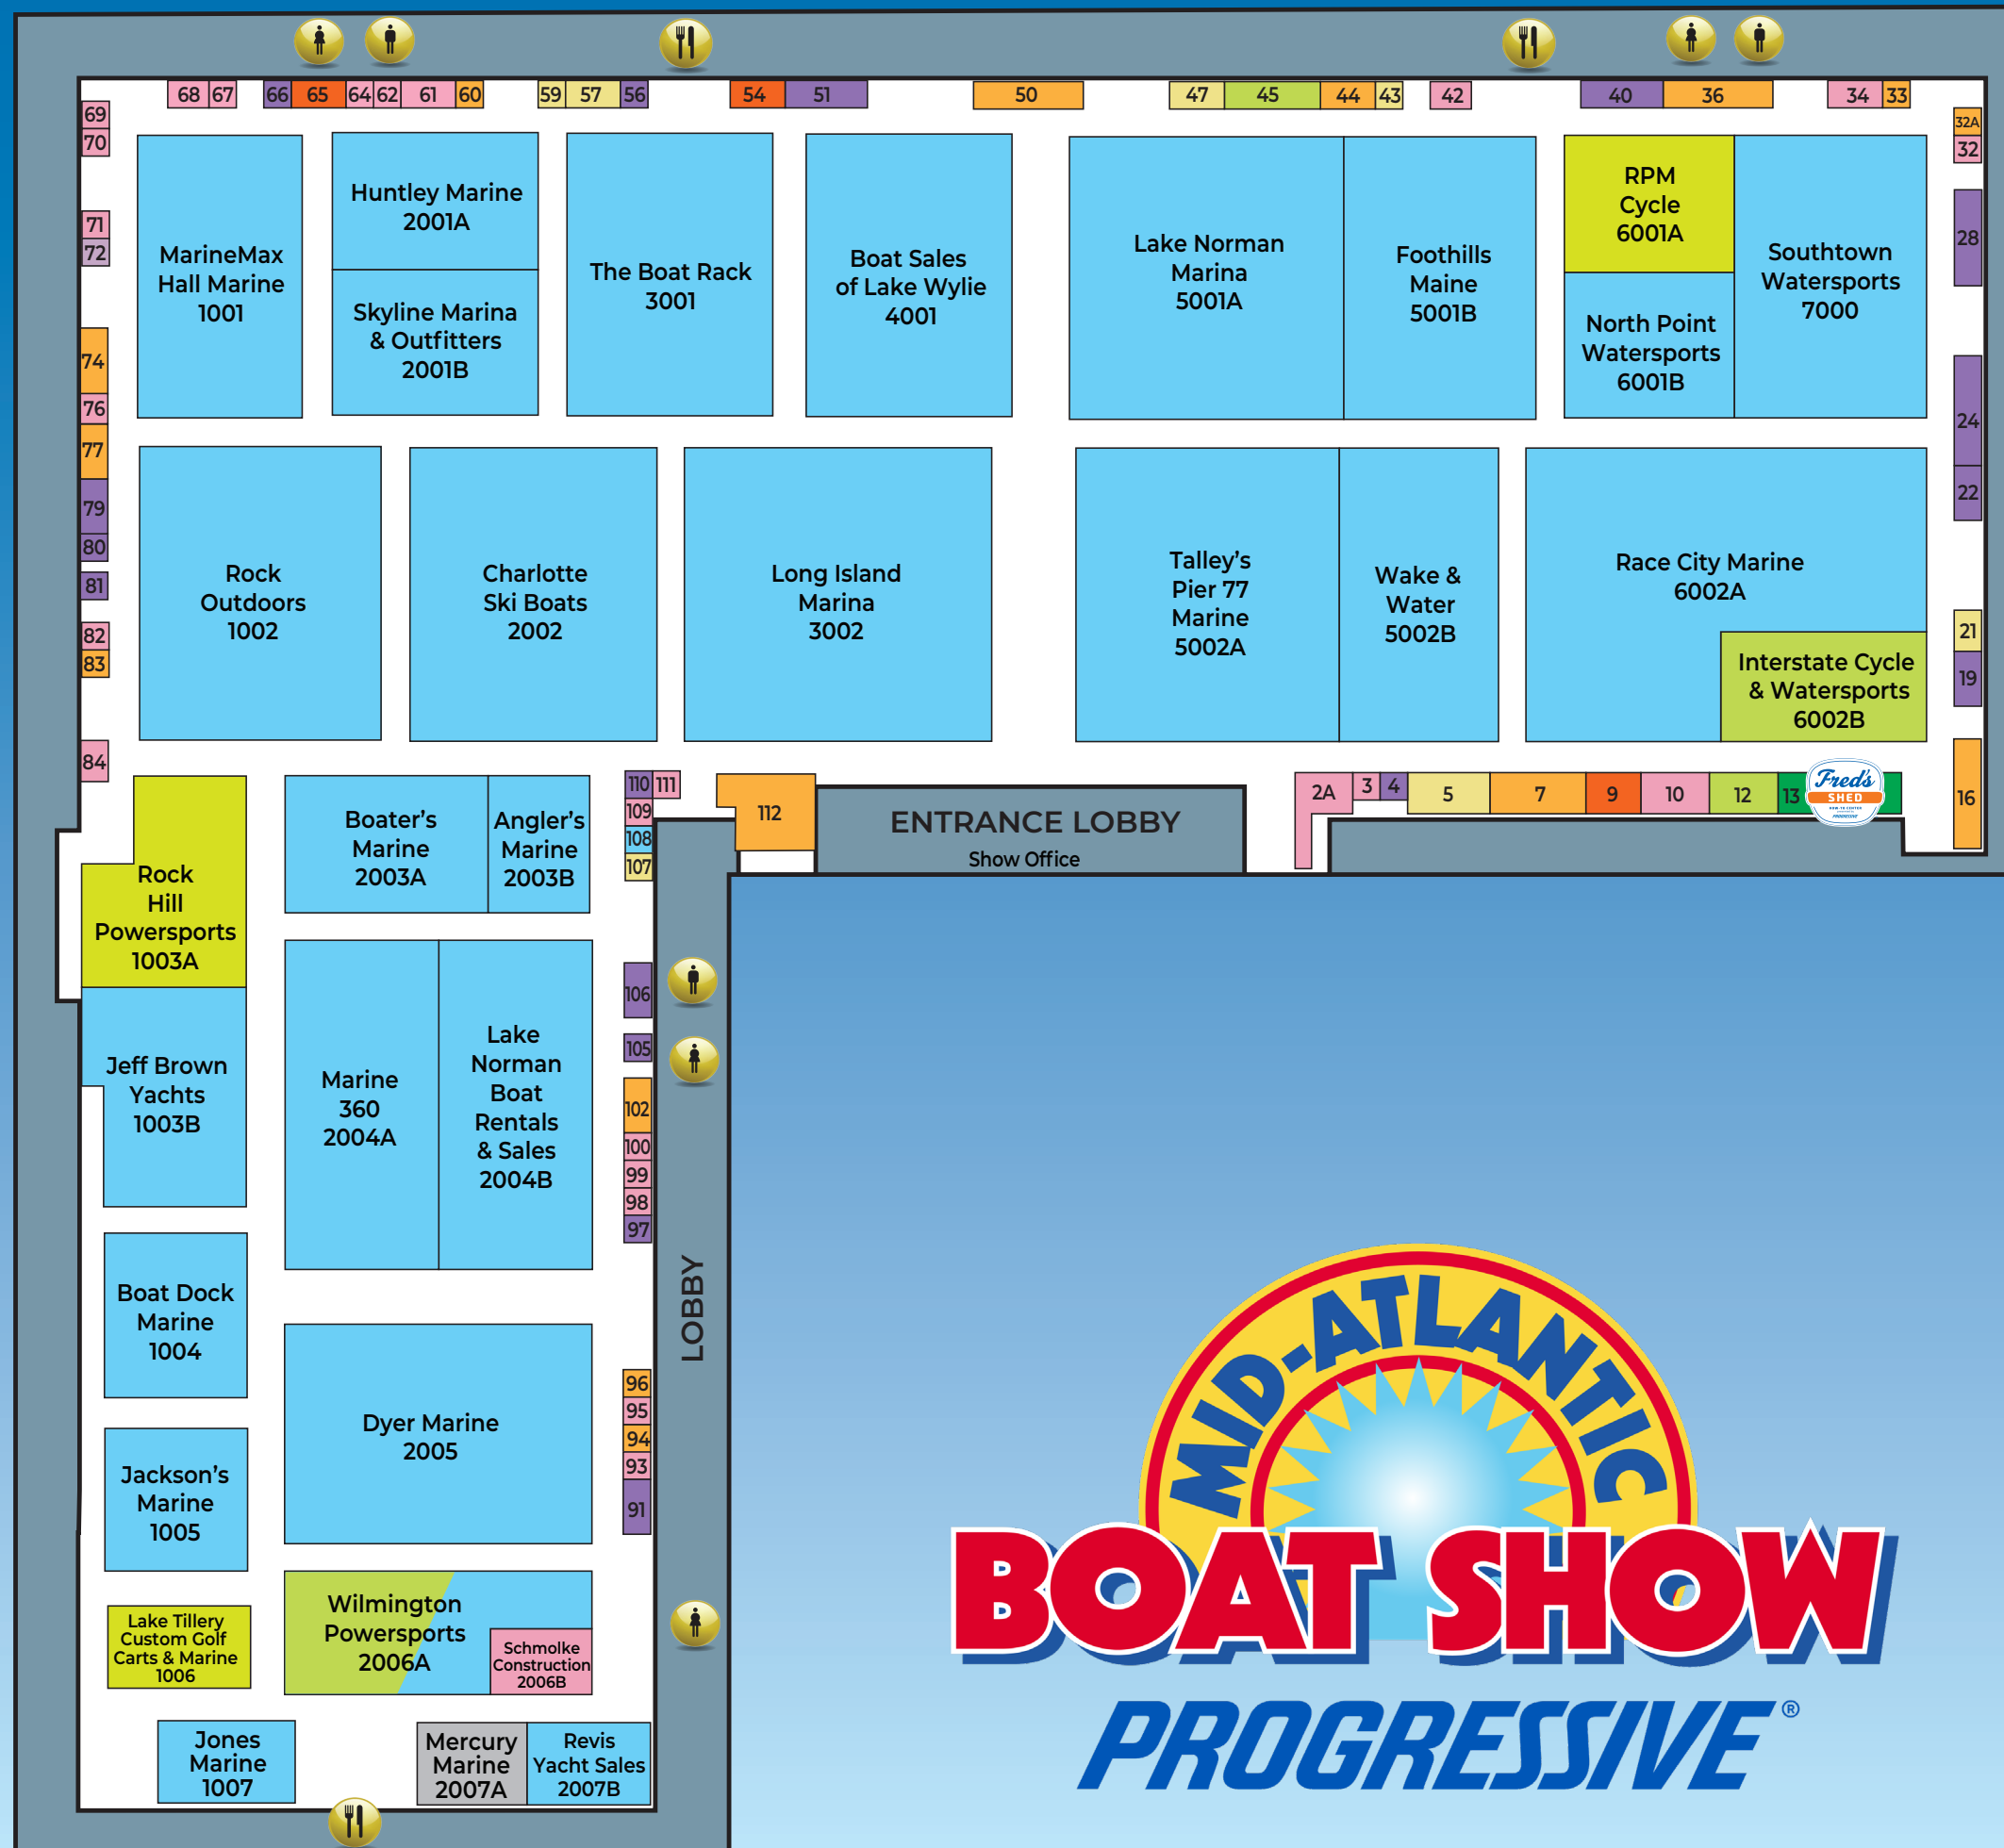 68 67 66 65 64 62 61 60 59 57 56 54 51 50 47 45 44 43 42 40 36 34 33
69
70
71
72
74
76
77
79
80
81
82
83
84
32A
32
28
24
22
21
19
16
MarineMax
Hall Marine
1001
Huntley Marine
2001A
Skyline Marina
& Outfitters
2001B
The Boat Rack
3001
Boat Sales
of Lake Wylie
4001
Lake Norman
Marina
5001A
Foothills
Maine
5001B
RPM
Cycle
6001A
North Point
Watersports
6001B
Southtown
Watersports
7000
Rock
Outdoors
1002
Charlotte
Ski Boats
2002
Long Island
Marina
3002
Talley's
Pier 77
Marine
5002A
Wake &
Water
5002B
Race City Marine
6002A
Interstate Cycle
& Watersports
6002B
110 111
109
108
107
112
ENTRANCE LOBBY
Show Office
2A 3 4 5 7 9 10 12 13
Fred's
SHED
PROGRESSIVE
Rock
Hill
Powersports
1003A
Boater's
Marine
2003A
Angler's
Marine
2003B
Jeff Brown
Yachts
1003B
Marine
360
2004A
Lake
Norman
Boat
Rentals
& Sales
2004B
106
105
102
100
99
98
97
LOBBY
Boat Dock
Marine
1004
Dyer Marine
2005
96
95
94
93
91
Jackson's
Marine
1005
Lake Tillery
Custom Golf
Carts & Marine
1006
Wilmington
Powersports
2006A
Schmolke
Construction
2006B
Jones
Marine
1007
Mercury
Marine
2007A
Revis
Yacht Sales
2007B
MID-ATLANTIC
BOAT SHOW
PROGRESSIVE®